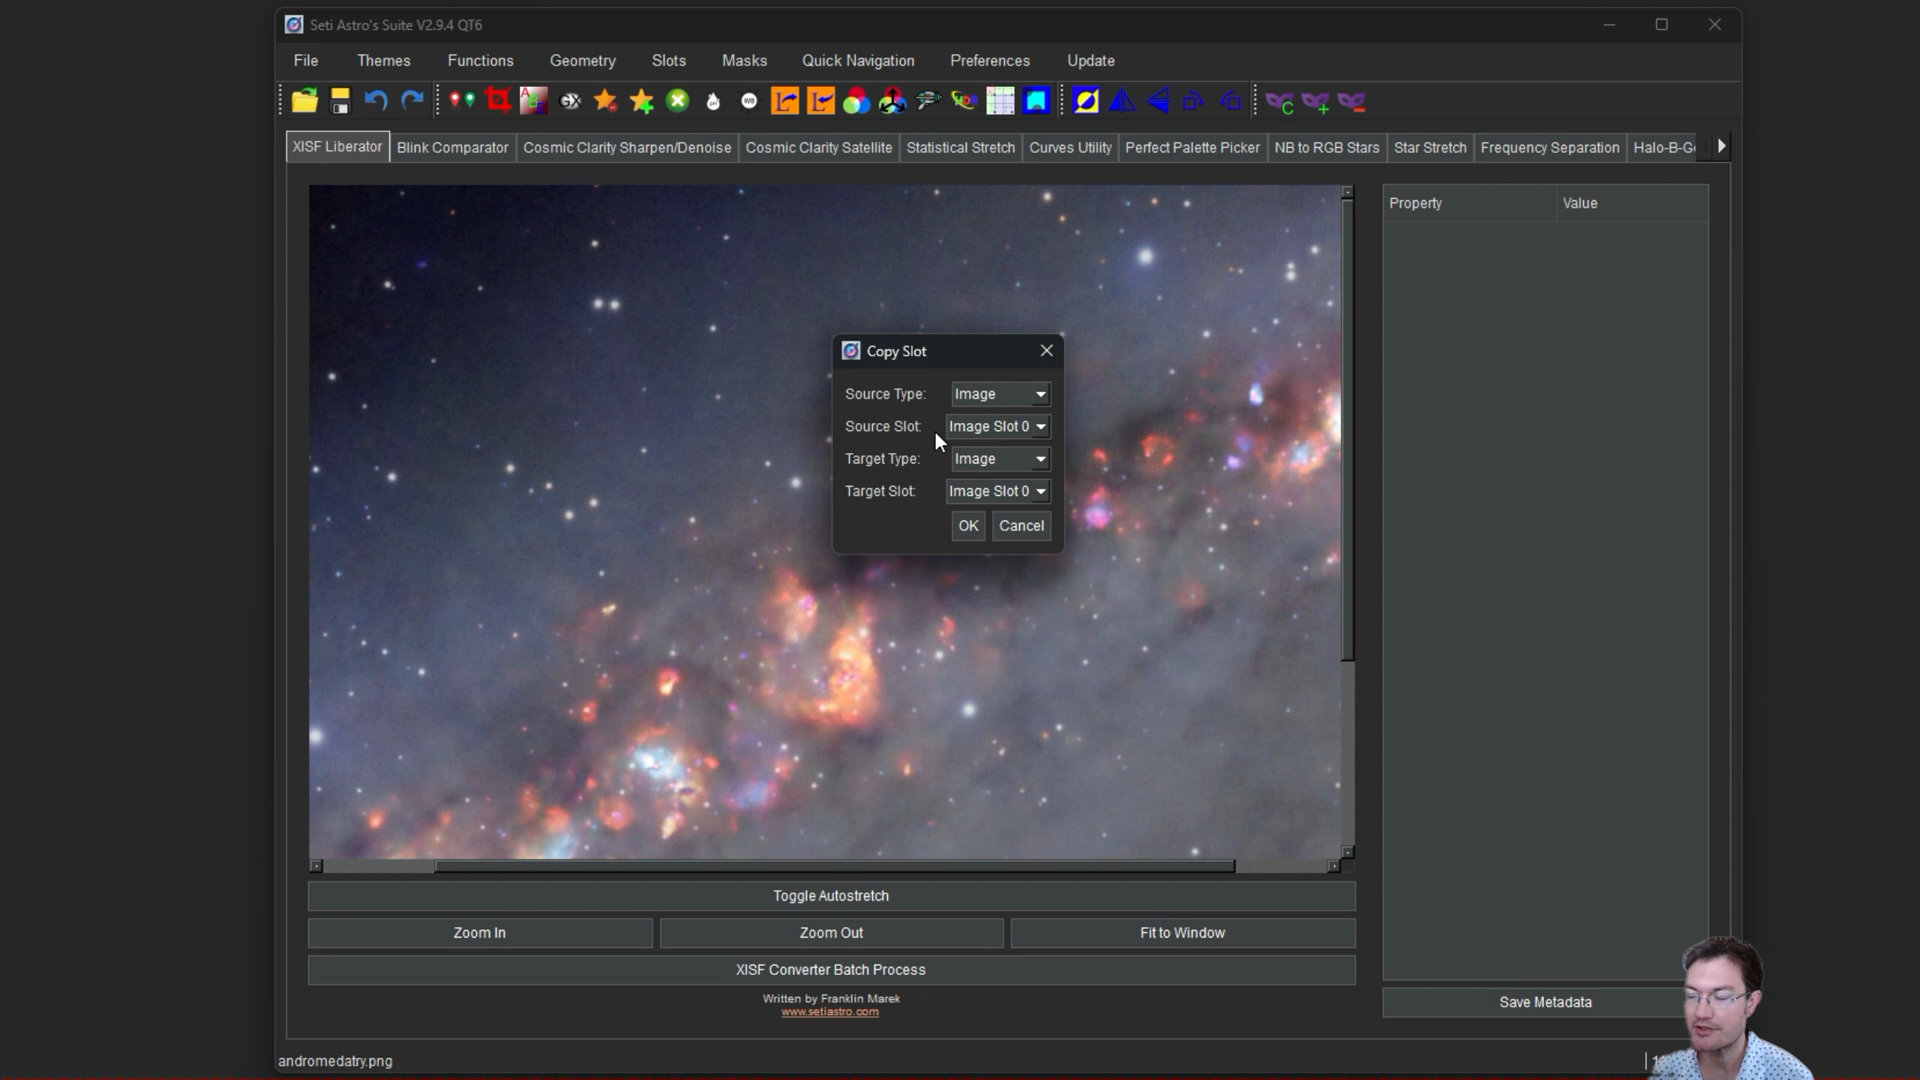 Seti Astro's Suite V2.9.4 QT6
File Themes Functions Geometry Slots Masks Quick Navigation Preferences Update
XISF Liberator Blink Comparator Cosmic Clarity Sharpen/Denoise Cosmic Clarity Satellite Statistical Stretch Curves Utility Perfect Palette Picker NB to RGB Stars Star Stretch Frequency Separation Halo-B-G
Property Value
Copy Slot
Source Type: Image
Source Slot: Image Slot 0
Target Type: Image
Target Slot: Image Slot 0
OK Cancel
Toggle Autostretch
Zoom In Zoom Out Fit to Window
XISF Converter Batch Process
Written by Franklin Marek
www.setiastro.com
Save Metadata
andromedatry.png